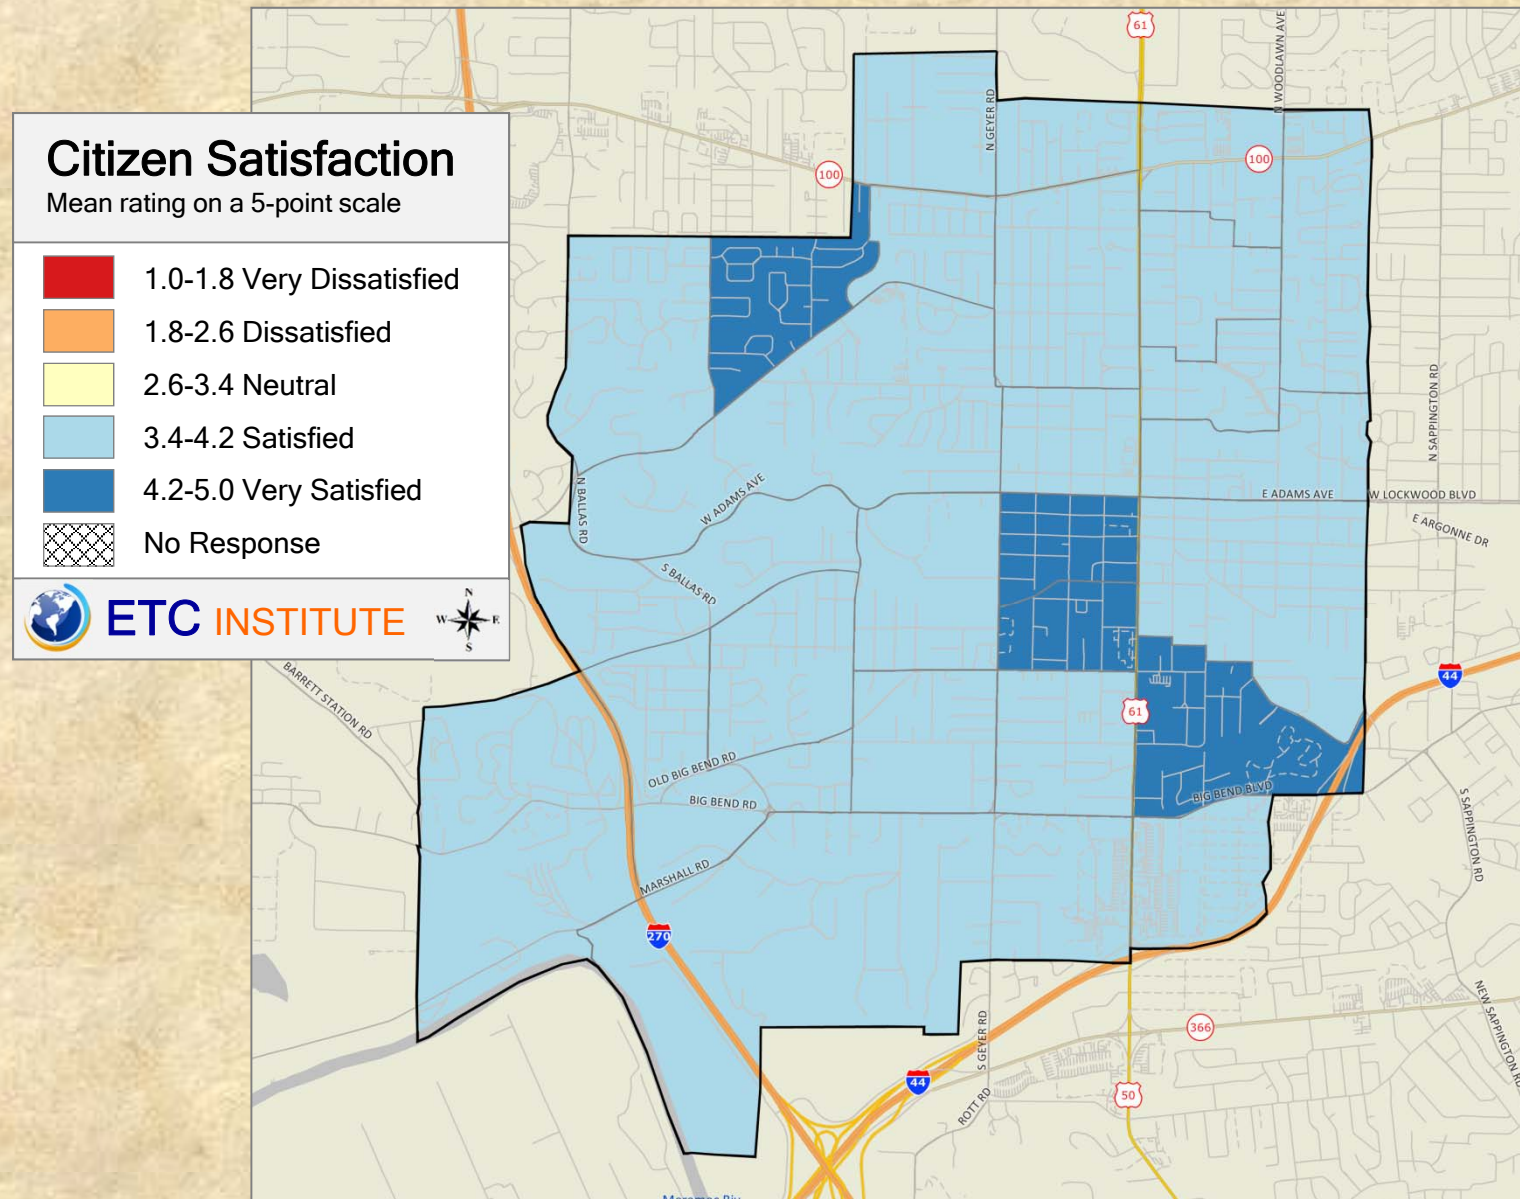 Citizen Satisfaction
Mean rating on a 5-point scale
1.0-1.8 Very Dissatisfied
1.8-2.6 Dissatisfied
2.6-3.4 Neutral
3.4-4.2 Satisfied
4.2-5.0 Very Satisfied
No Response
ETC INSTITUTE
N
W
E
S
61
N WOODLAWN AVE
N GEYER RD
100
100
N SAPPINGTON RD
N BALLAS RD
W ADAMS AVE
E ADAMS AVE
W LOCKWOOD BLVD
E ARGONNE DR
S BALLAS RD
BARRETT STATION RD
44
61
OLD BIG BEND RD
BIG BEND RD
BIG BEND BLVD
S SAPPINGTON RD
MARSHALL RD
270
NEW SAPPINGTON RD
S GEYER RD
366
44
50
ROTT RD